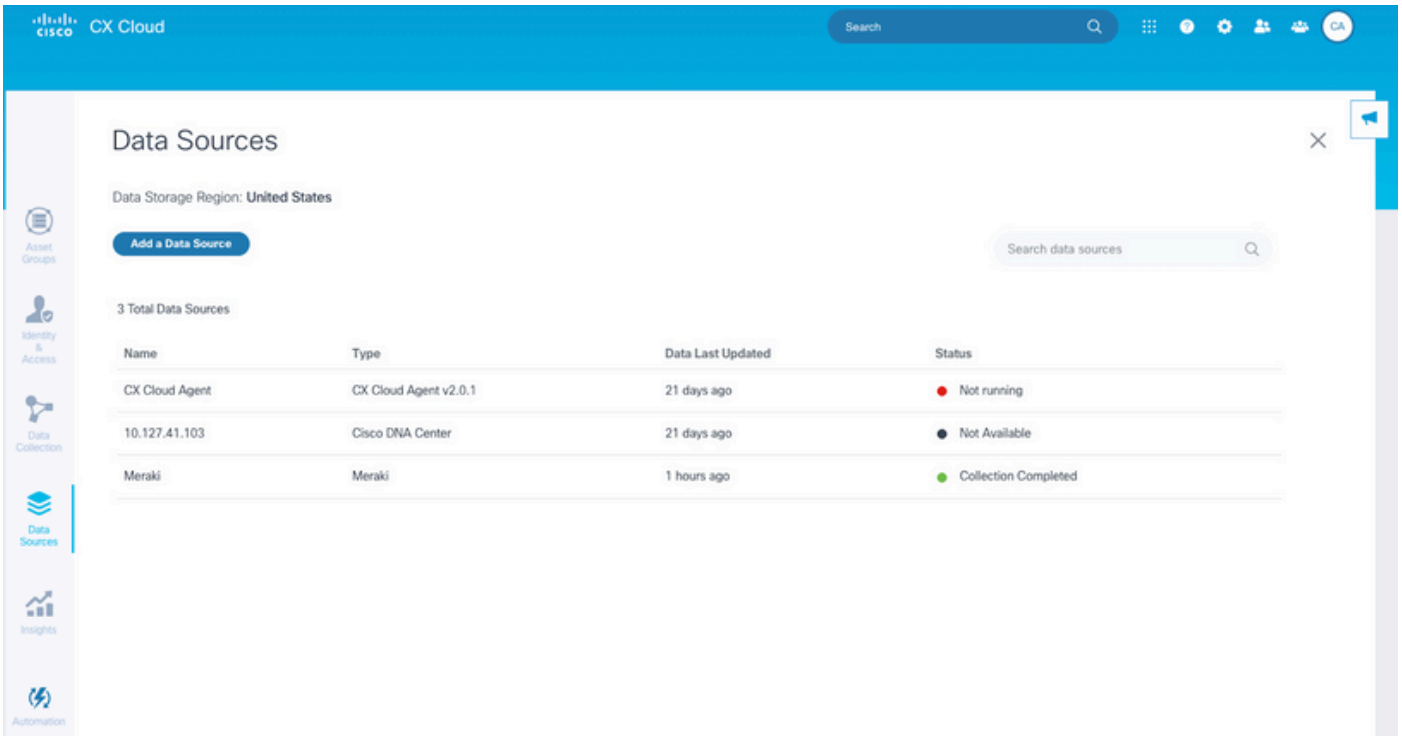 cisco CX Cloud Search CA
Data Sources
Data Storage Region: United States
Add a Data Source Search data sources
3 Total Data Sources
Name Type Data Last Updated Status
CX Cloud Agent CX Cloud Agent v2.0.1 21 days ago Not running
10.127.41.103 Cisco DNA Center 21 days ago Not Available
Meraki Meraki 1 hours ago Collection Completed
Asset
Groups
Identity
&
Access
Data
Collection
Data
Sources
Insights
Automation